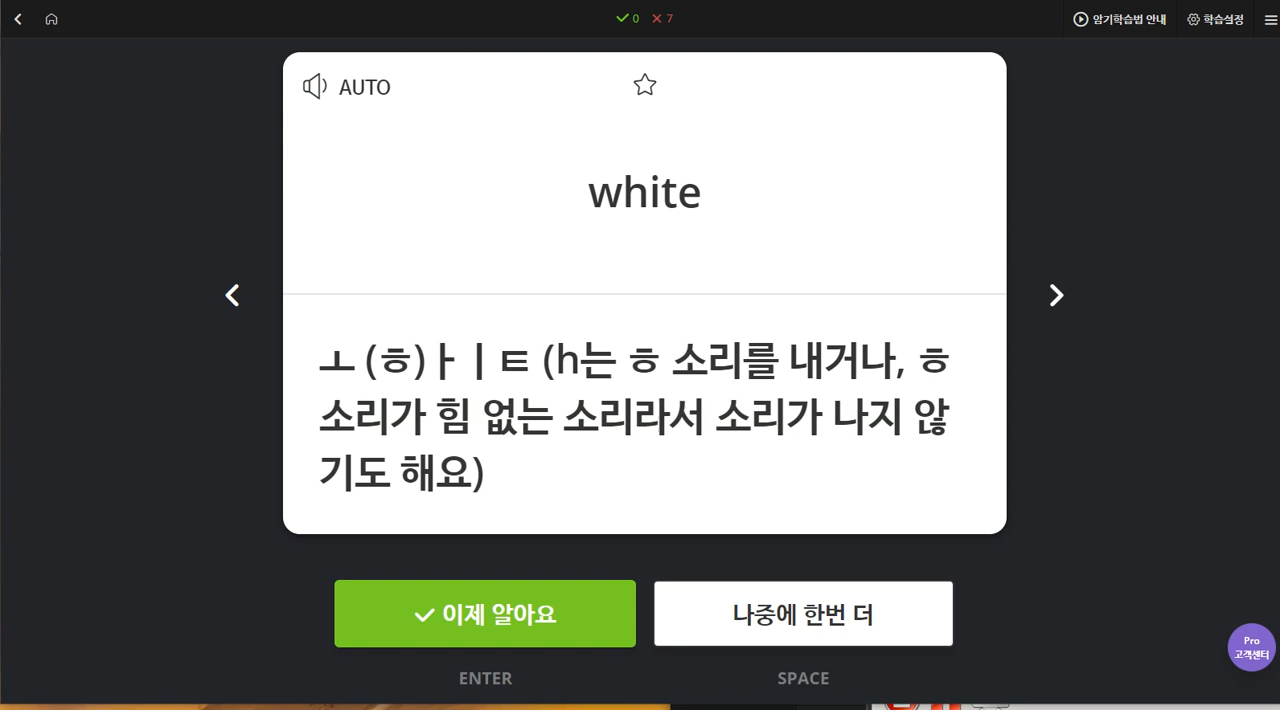 0 7
암기학습법 안내 학습설정
AUTO
white
ㅗ (ㅎ)ㅏ ㅣ ㅌ (h는 ㅎ 소리를 내거나, ㅎ
소리가 힘 없는 소리라서 소리가 나지 않
기도 해요)
이제 알아요 나중에 한번 더
Pro
고객센터
ENTER SPACE